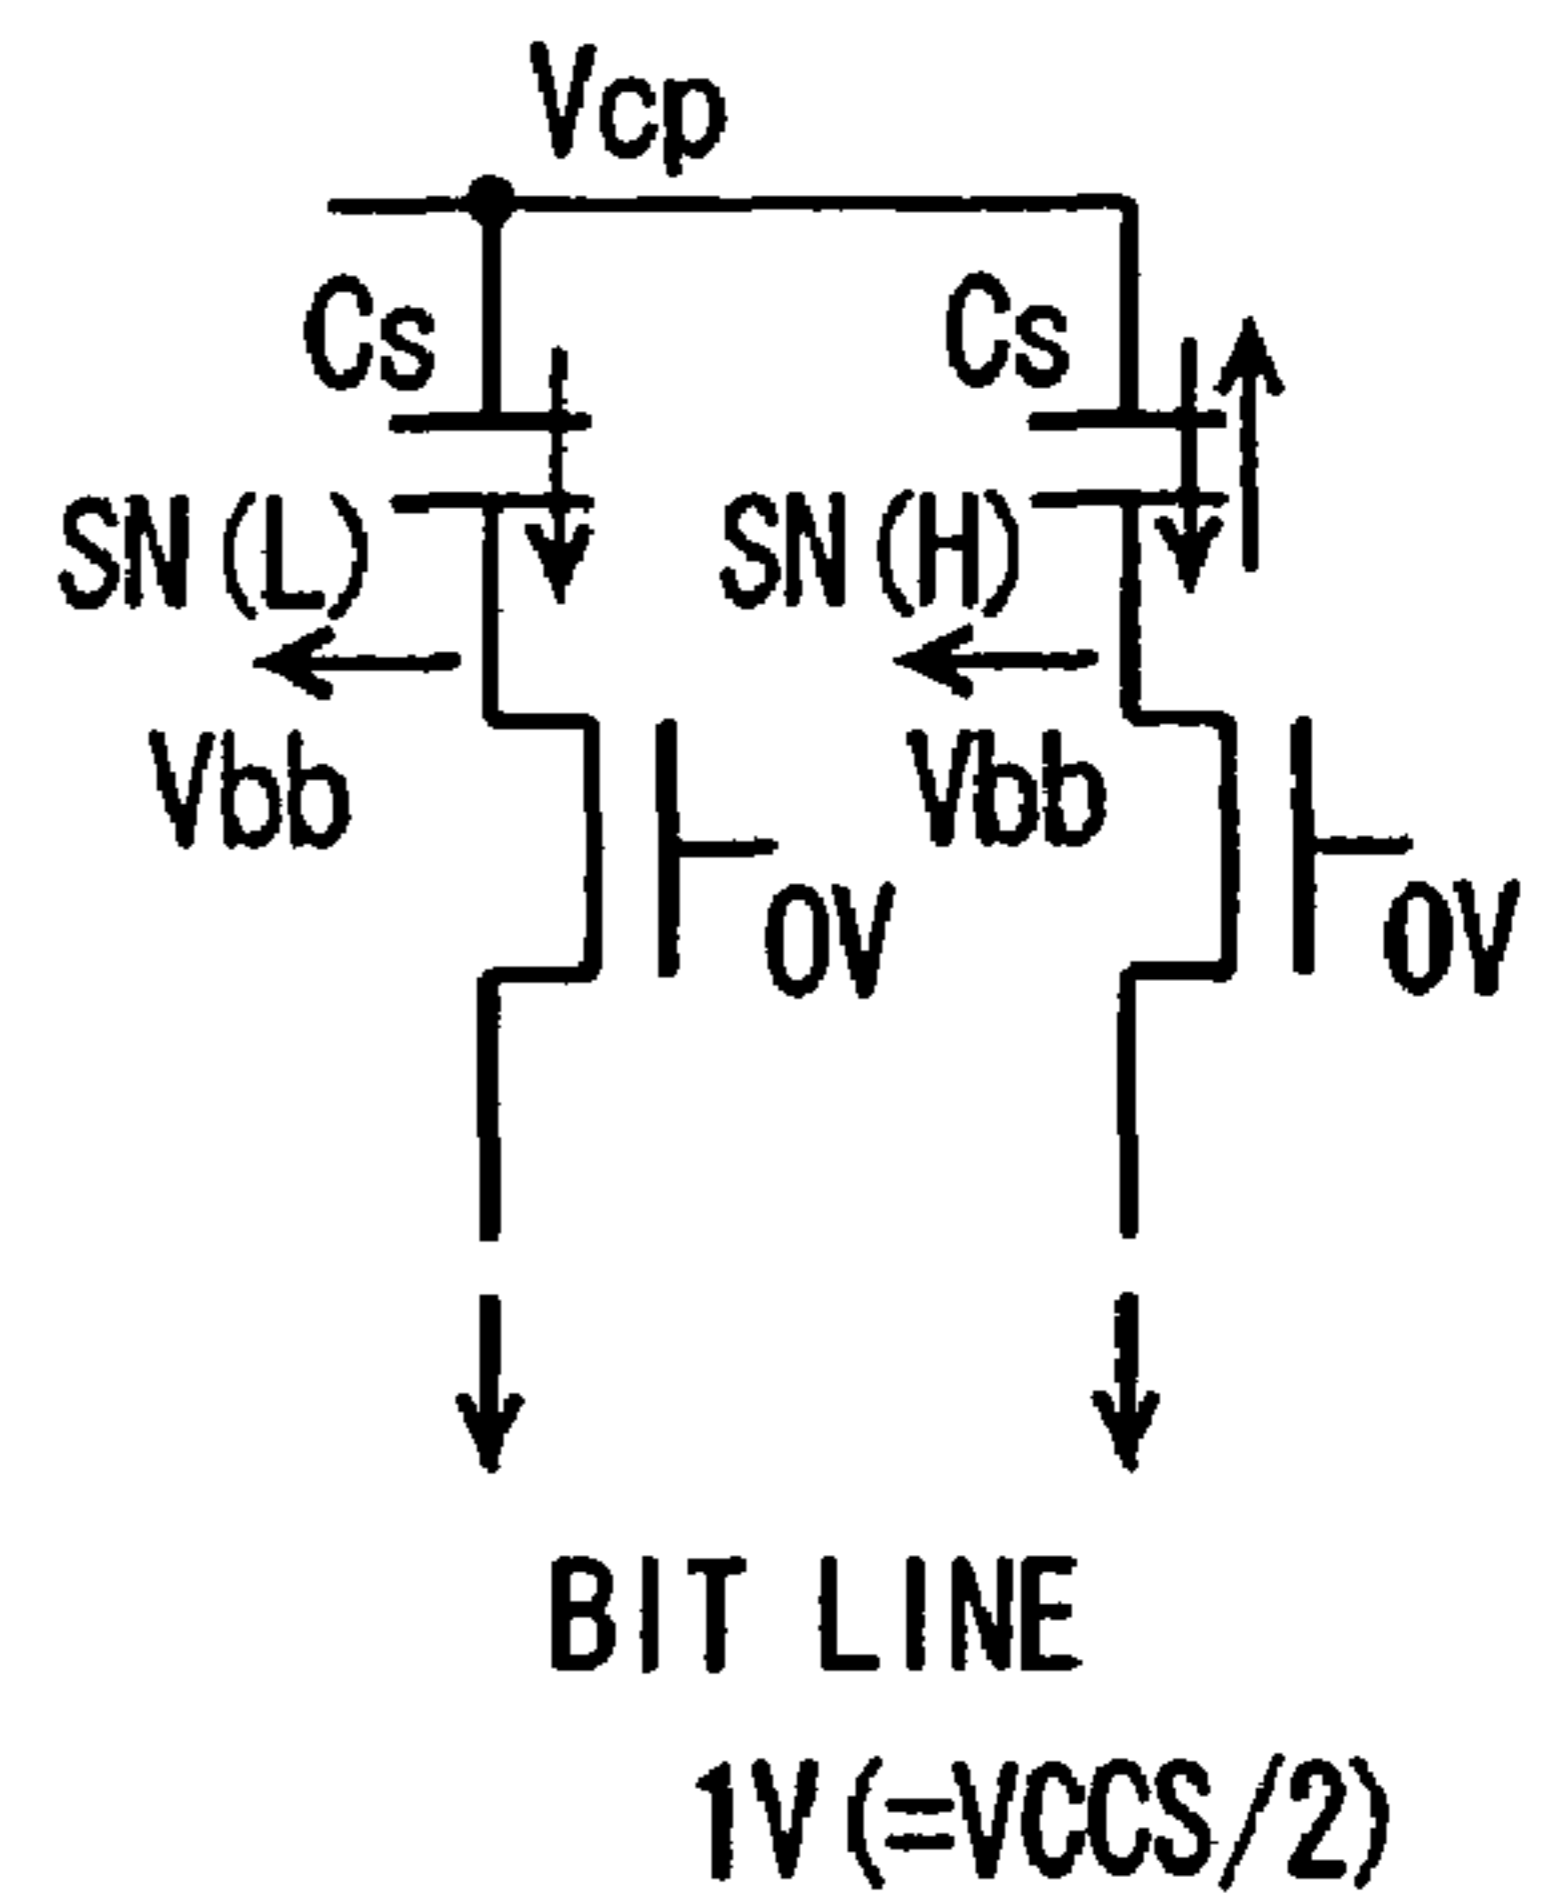 Vcp
Cs Cs
SN(L) SN(H)
Vbb Vbb
0V 0V
BIT LINE
1V(=VCCS/2)